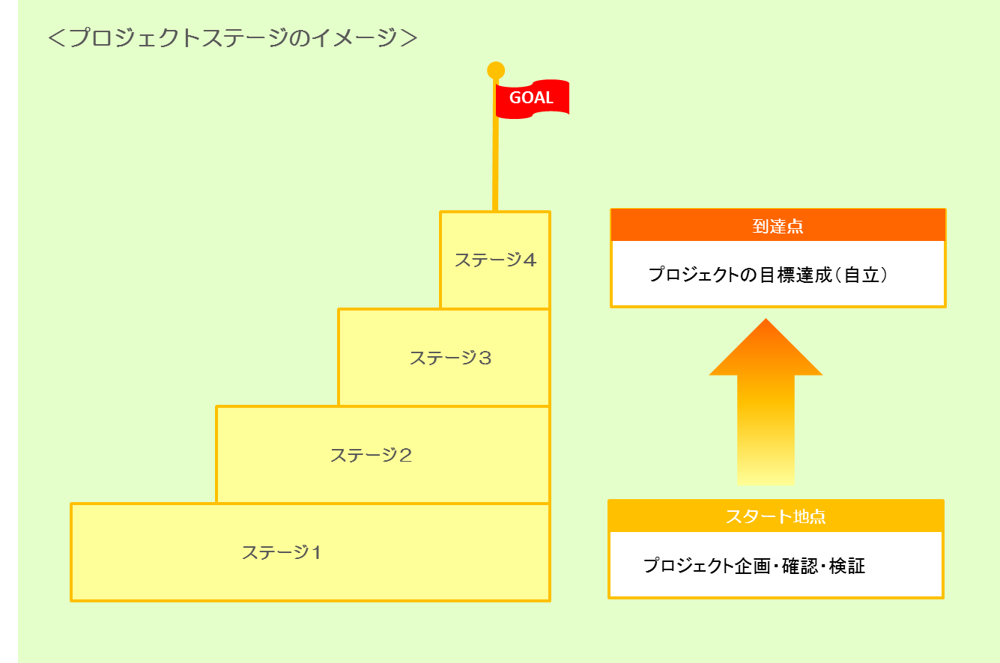 ＜プロジェクトステージのイメージ＞
GOAL
ステージ４
ステージ３
ステージ２
ステージ１
到達点
プロジェクトの目標達成（自立）
スタート地点
プロジェクト企画・確認・検証